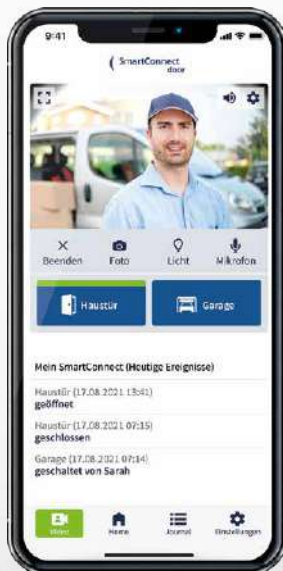 9:41
SmartConnect
door
Beenden Foto Licht Mikrofon
Haustür Garage
Mein SmartConnect (Heutige Ereignisse)
Haustür (17.08.2021 13:41)
geöffnet
Haustür (17.08.2021 07:15)
geschlossen
Garage (17.08.2021 07:14)
geschaltet von Sarah
Video Home Journal Einstellungen